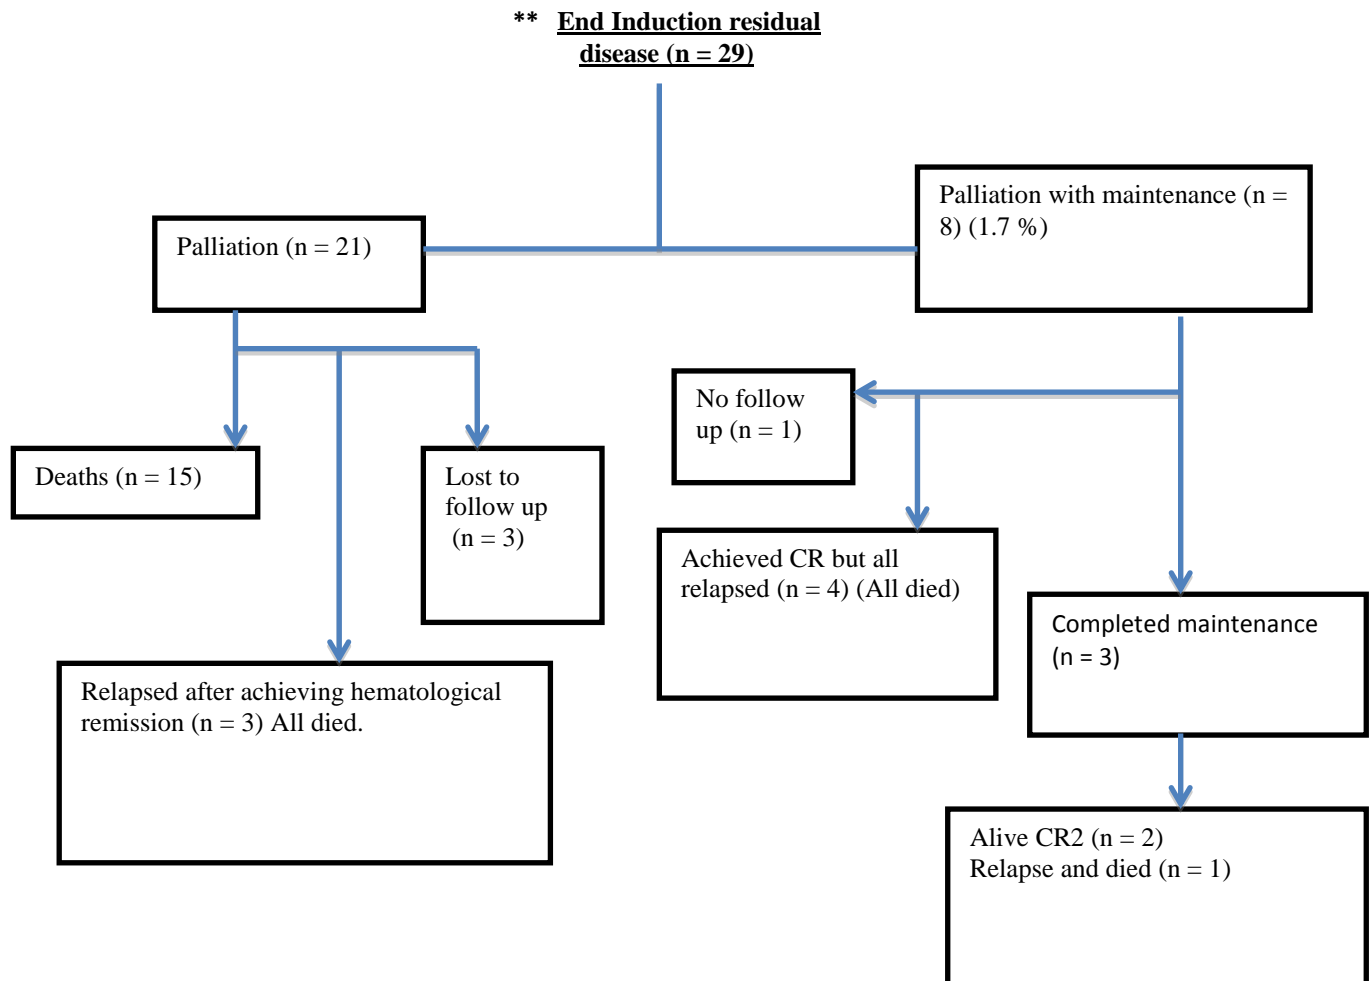 ** End Induction residual
disease (n = 29)
Palliation with maintenance (n =
8) (1.7 %)
Palliation (n = 21)
No follow
up (n = 1)
Deaths (n = 15)
Lost to
follow up
(n = 3)
Achieved CR but all
relapsed (n = 4) (All died)
Completed maintenance
(n = 3)
Relapsed after achieving hematological
remission (n = 3) All died.
Alive CR2 (n = 2)
Relapse and died (n = 1)